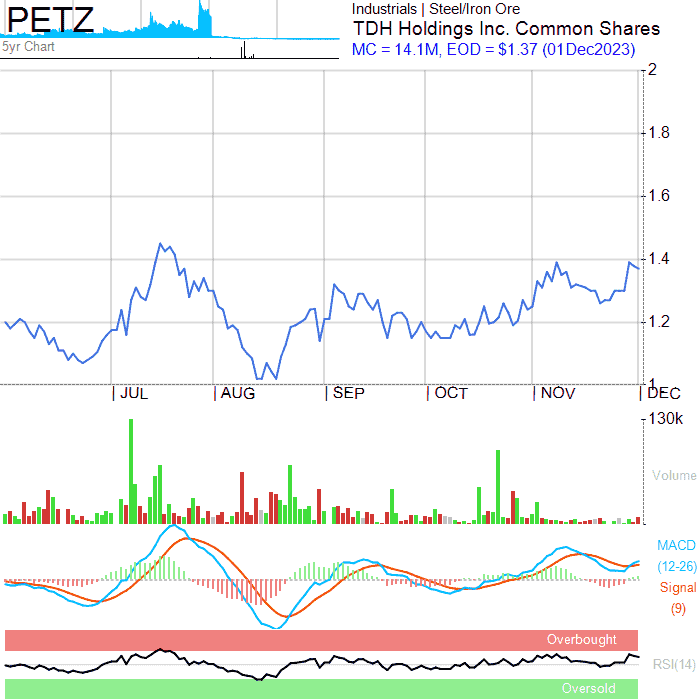 PETZ
5yr Chart
Industrials | Steel/Iron Ore
TDH Holdings Inc. Common Shares
MC = 14.1M, EOD = $1.37 (01Dec2023)
2
1.8
1.6
1.4
1.2
1
JUL AUG SEP OCT NOV DEC
130k
Volume
MACD
(12-26)
Signal
(9)
Overbought
RSI(14)
Oversold